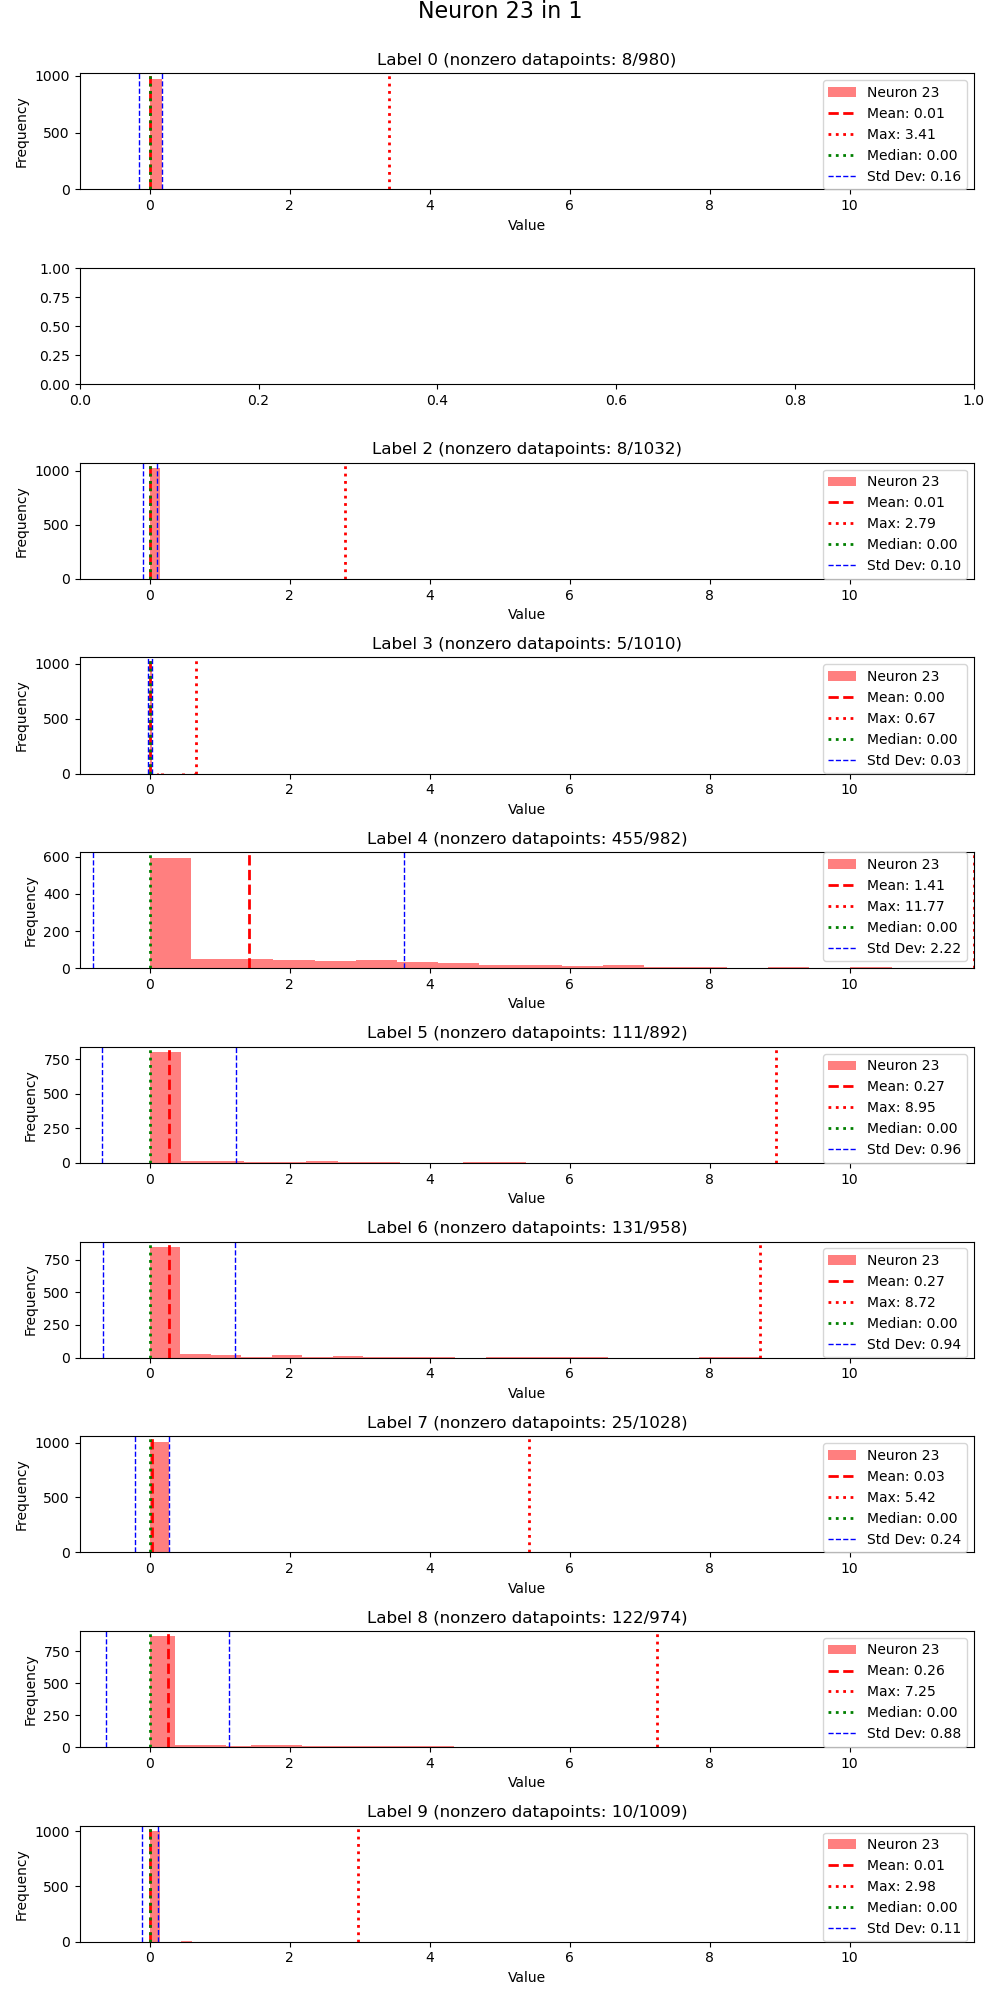 Neuron 23 in 1
Label 0 (nonzero datapoints: 8/980)
Frequency
1000
500
0
Neuron 23
Mean: 0.01
Max: 3.41
Median: 0.00
Std Dev: 0.16
0 2 4 6 8 10
Value
1.00
0.75
0.50
0.25
0.00
0.0 0.2 0.4 0.6 0.8 1.0
Label 2 (nonzero datapoints: 8/1032)
Frequency
1000
500
0
Neuron 23
Mean: 0.01
Max: 2.79
Median: 0.00
Std Dev: 0.10
0 2 4 6 8 10
Value
Label 3 (nonzero datapoints: 5/1010)
Frequency
1000
500
0
Neuron 23
Mean: 0.00
Max: 0.67
Median: 0.00
Std Dev: 0.03
0 2 4 6 8 10
Value
Label 4 (nonzero datapoints: 455/982)
Frequency
600
400
200
0
Neuron 23
Mean: 1.41
Max: 11.77
Median: 0.00
Std Dev: 2.22
0 2 4 6 8 10
Value
Label 5 (nonzero datapoints: 111/892)
Frequency
750
500
250
0
Neuron 23
Mean: 0.27
Max: 8.95
Median: 0.00
Std Dev: 0.96
0 2 4 6 8 10
Value
Label 6 (nonzero datapoints: 131/958)
Frequency
750
500
250
0
Neuron 23
Mean: 0.27
Max: 8.72
Median: 0.00
Std Dev: 0.94
0 2 4 6 8 10
Value
Label 7 (nonzero datapoints: 25/1028)
Frequency
1000
500
0
Neuron 23
Mean: 0.03
Max: 5.42
Median: 0.00
Std Dev: 0.24
0 2 4 6 8 10
Value
Label 8 (nonzero datapoints: 122/974)
Frequency
750
500
250
0
Neuron 23
Mean: 0.26
Max: 7.25
Median: 0.00
Std Dev: 0.88
0 2 4 6 8 10
Value
Label 9 (nonzero datapoints: 10/1009)
Frequency
1000
500
0
Neuron 23
Mean: 0.01
Max: 2.98
Median: 0.00
Std Dev: 0.11
0 2 4 6 8 10
Value